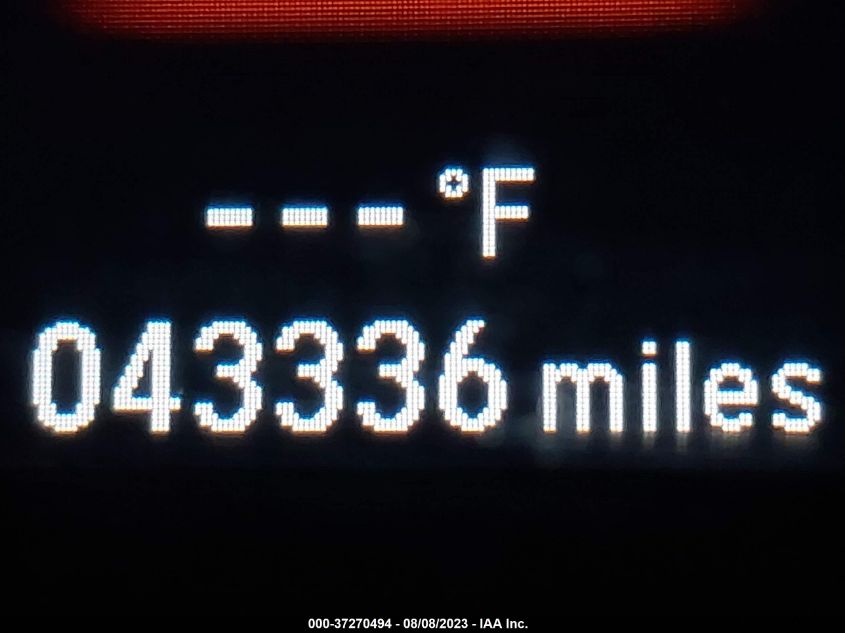 --- °F
043336 miles
000-37270494 - 08/08/2023 - IAA Inc.